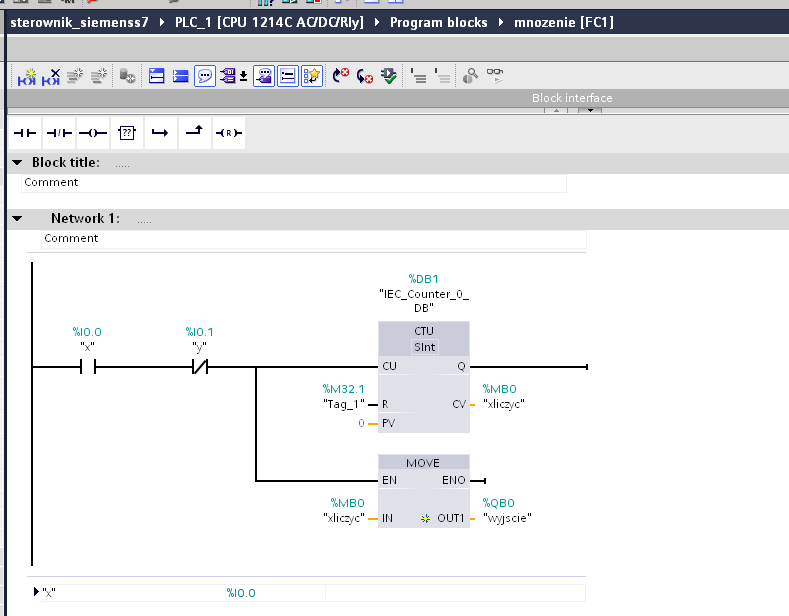 sterownik_siemenss7 ▸ PLC_1 [CPU 1214C AC/DC/Rly] ▸ Program blocks ▸ mnozenie [FC1]
Block interface
Block title: .....
Comment
Network 1: .....
Comment
%DB1
"IEC_Counter_0_
DB"
%I0.0
"x"
%I0.1
"y"
CTU
SInt
CU Q
%M32.1
"Tag_1" R
CV
%MB0
"xliczyc"
0 PV
MOVE
EN ENO
%MB0
"xliczyc" IN
OUT1
%QB0
"wyjscie"
"x" %I0.0